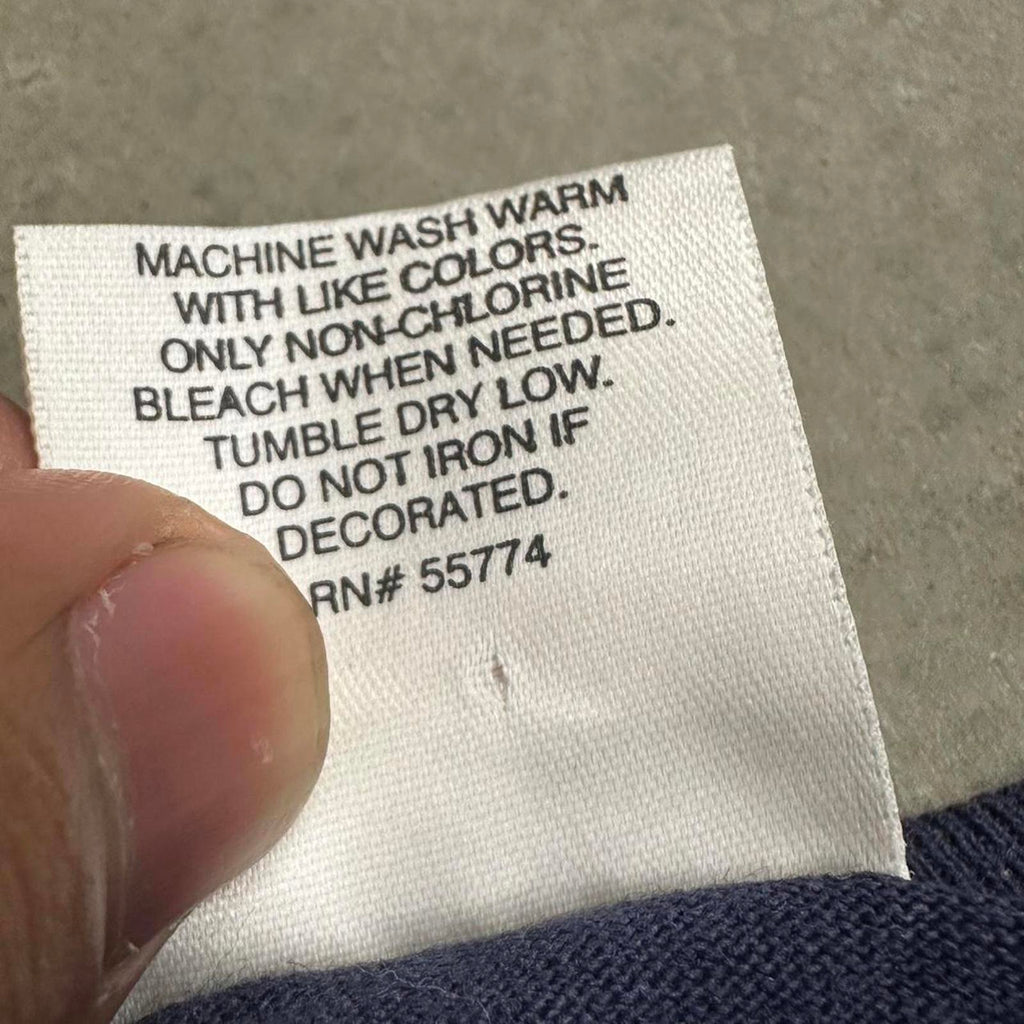 MACHINE WASH WARM
WITH LIKE COLORS.
ONLY NON-CHLORINE
BLEACH WHEN NEEDED.
TUMBLE DRY LOW.
DO NOT IRON IF
DECORATED.
RN# 55774